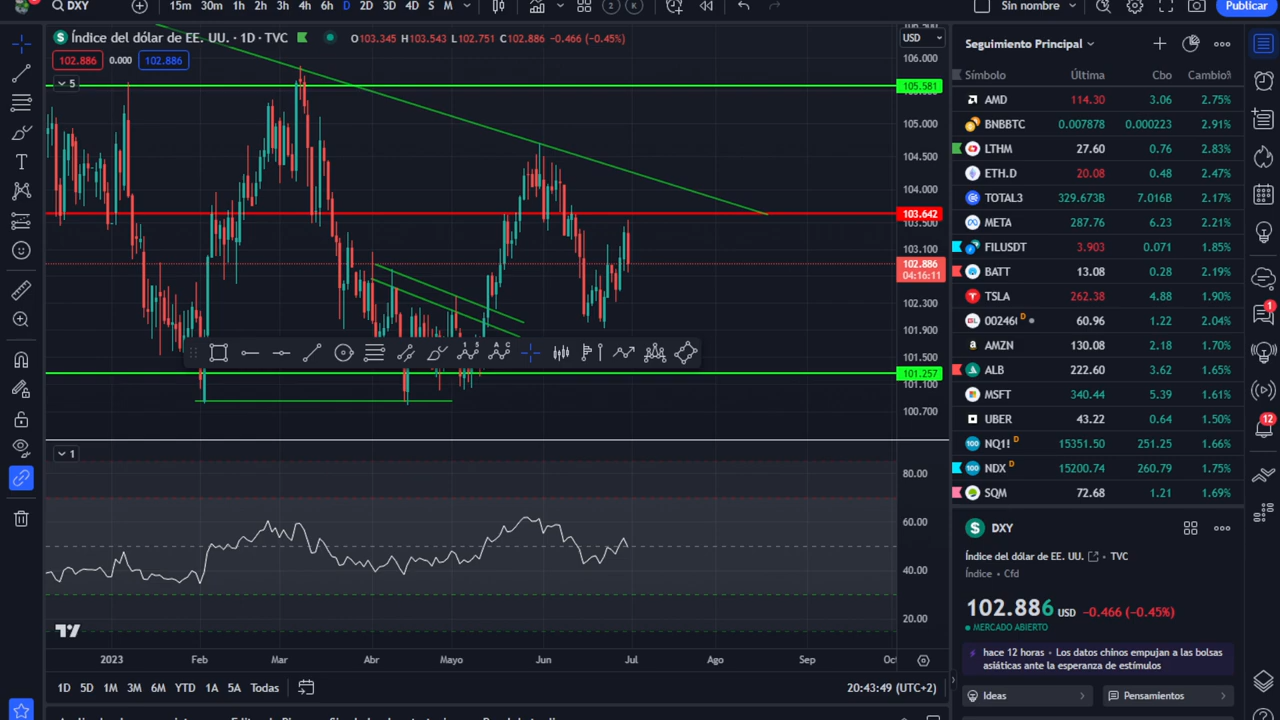 DXY
15m 30m 1h 2h 3h 4h 6h D 2D 3D 4D S M
2 K
Sin nombre
Publicar
Índice del dólar de EE. UU. · 1D · TVC
O103.345 H103.543 L102.751 C102.886 -0.466 (-0.45%)
102.886 0.000 102.886
5
USD
106.000
105.581
105.000
104.500
104.000
103.642
103.500
103.100
102.886
04:16:11
102.300
101.900
101.500
101.257
101.100
100.700
1 5
A C
1
80.00
60.00
40.00
20.00
2023 Feb Mar Abr Mayo Jun Jul Ago Sep Oct
1D 5D 1M 3M 6M YTD 1A 5A Todas
20:43:49 (UTC+2)
Seguimiento Principal
Símbolo Última Cbo Cambio%
AMD 114.30 3.06 2.75%
BNBBTC 0.007878 0.000223 2.91%
LTHM 27.60 0.76 2.83%
ETH.D 20.08 0.48 2.47%
TOTAL3 329.673B 7.016B 2.17%
META 287.76 6.23 2.21%
FILUSDT 3.903 0.071 1.85%
BATT 13.08 0.28 2.19%
TSLA 262.38 4.88 1.90%
00246 D 60.96 1.22 2.04%
AMZN 130.08 2.18 1.70%
ALB 222.60 3.62 1.65%
MSFT 340.44 5.39 1.61%
UBER 43.22 0.64 1.50%
NQ1! D 15351.50 251.25 1.66%
NDX D 15200.74 260.79 1.75%
SQM 72.68 1.21 1.69%
DXY
Índice del dólar de EE. UU. • TVC
Índice • Cfd
102.886 USD -0.466 (-0.45%)
MERCADO ABIERTO
hace 12 horas • Los datos chinos empujan a las bolsas
asiáticas ante la esperanza de estímulos
Ideas
Pensamientos
1
12